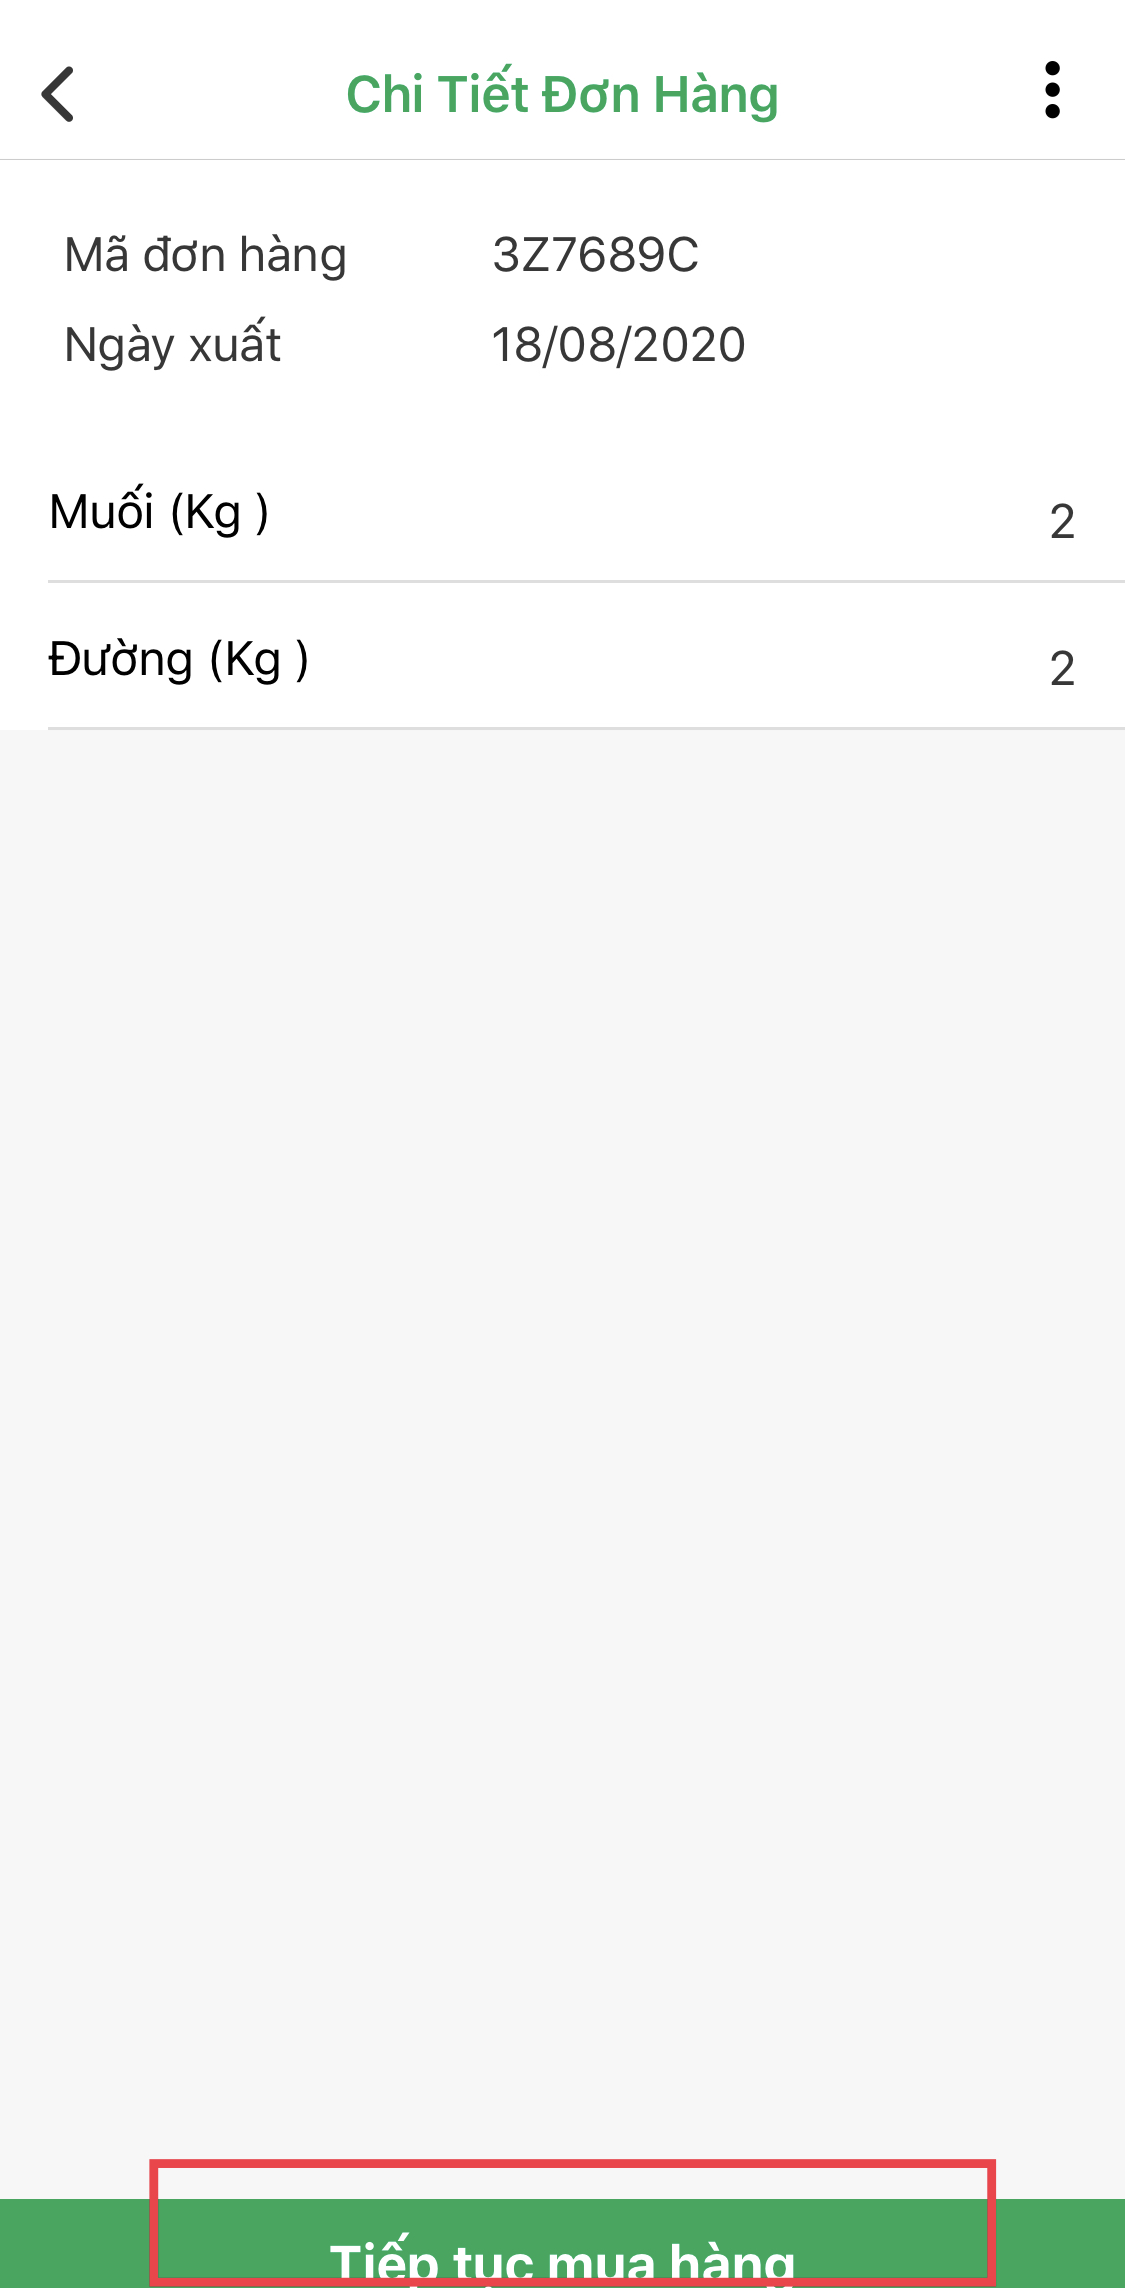 Chi Tiết Đơn Hàng
Mã đơn hàng 3Z7689C
Ngày xuất 18/08/2020
Muối (Kg ) 2
Đường (Kg ) 2
Tiếp tục mua hàng